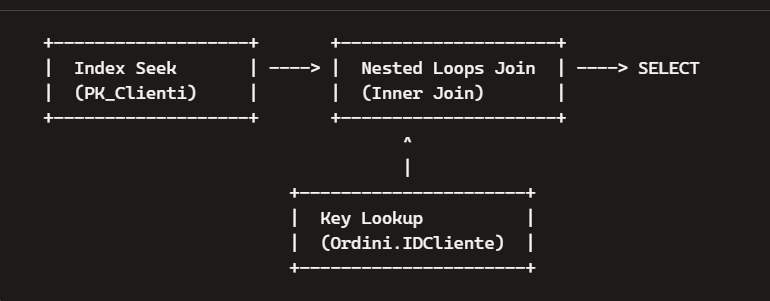 +-------------------+       +---------------------+
|  Index Seek       | ----> |  Nested Loops Join  | ----> SELECT
|  (PK_Clienti)     |       |  (Inner Join)       |
+-------------------+       +---------------------+
                                   ^
                                   |
                        +----------------------+
                        |  Key Lookup          |
                        |  (Ordini.IDCliente)  |
                        +----------------------+